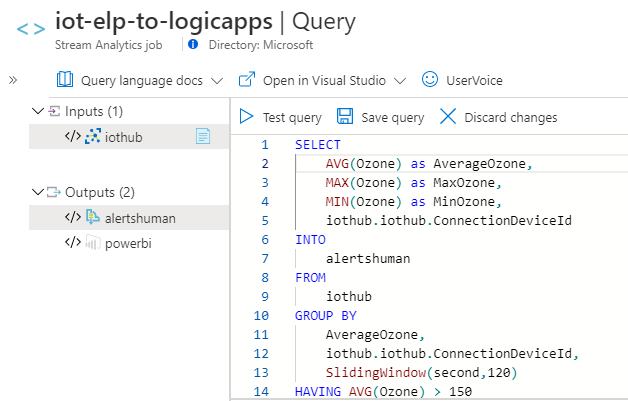 iot-elp-to-logicapps | Query
Stream Analytics job Directory: Microsoft
Query language docs Open in Visual Studio UserVoice
Inputs (1)
iothub
Outputs (2)
alertshuman
powerbi
Test query Save query Discard changes
1 SELECT
2 AVG(Ozone) as AverageOzone,
3 MAX(Ozone) as MaxOzone,
4 MIN(Ozone) as MinOzone,
5 iothub.iothub.ConnectionDeviceId
6 INTO
7 alertshuman
8 FROM
9 iothub
10 GROUP BY
11 AverageOzone,
12 iothub.iothub.ConnectionDeviceId,
13 SlidingWindow(second,120)
14 HAVING AVG(Ozone) > 150